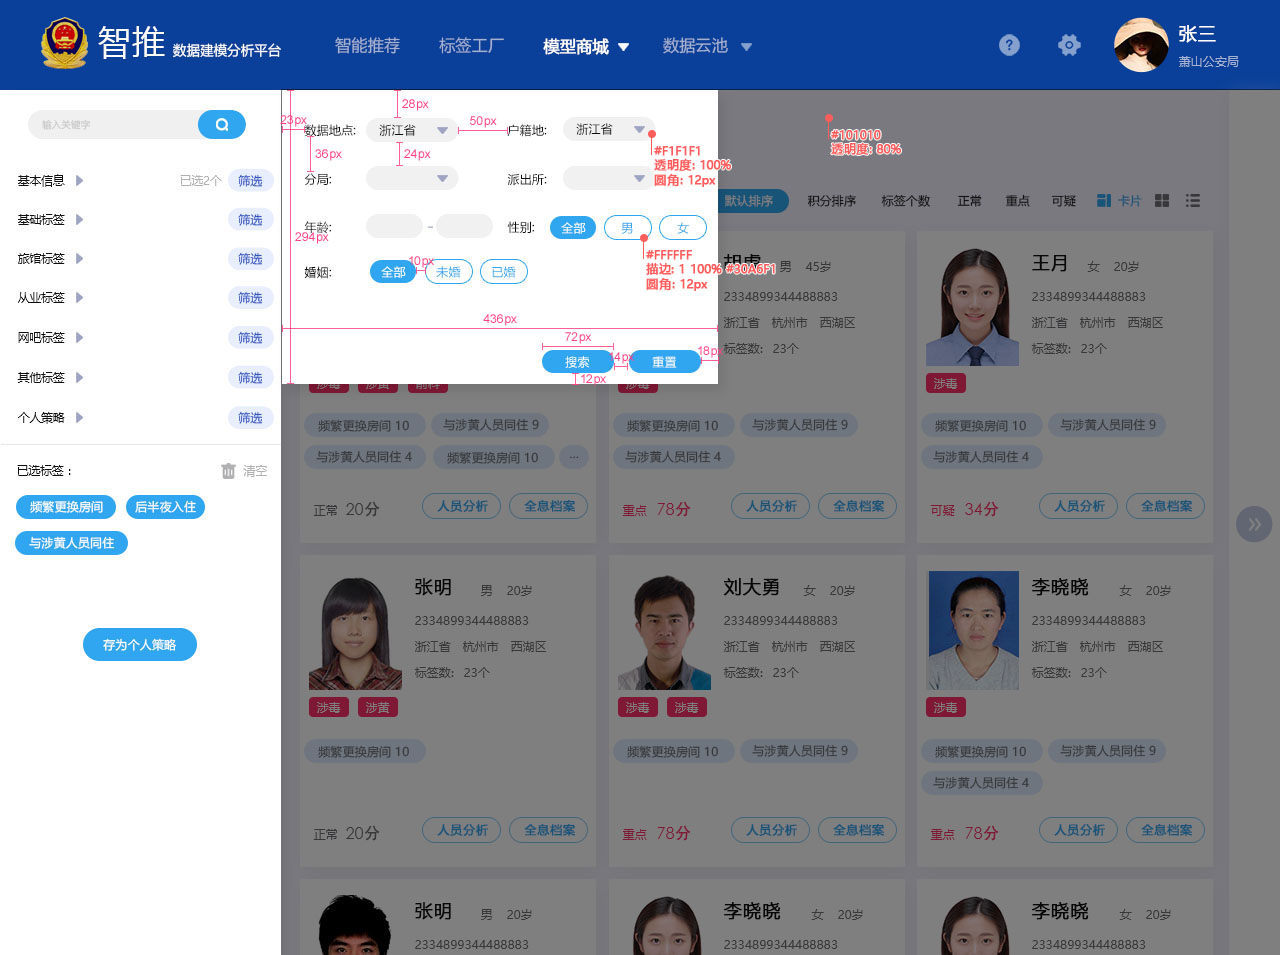 智推 数据建模分析平台
智能推荐
标签工厂
模型商城
数据云池
?
张三
萧山公安局
输入关键字
基本信息
已选2个
筛选
基础标签
筛选
旅馆标签
筛选
从业标签
筛选
网吧标签
筛选
其他标签
筛选
个人策略
筛选
已选标签：
清空
频繁更换房间
后半夜入住
与涉黄人员同住
存为个人策略
28px
23px
数据地点:
浙江省
50px
户籍地:
浙江省
36px
24px
#F1F1F1
透明度: 100%
圆角: 12px
分局:
派出所:
年龄:
-
性别:
全部
男
女
294px
婚姻:
全部
10px
未婚
已婚
#FFFFFF
描边: 1 100% #30A6F1
圆角: 12px
436px
72px
搜索
14px
重置
18px
12px
#101010
透明度: 80%
默认排序
积分排序
标签个数
正常
重点
可疑
卡片
涉毒
涉黄
前科
频繁更换房间 10
与涉黄人员同住 9
与涉黄人员同住 4
频繁更换房间 10
...
正常 20分
人员分析
全息档案
胡虎 男 45岁
2334899344488883
浙江省 杭州市 西湖区
标签数: 23个
涉毒
频繁更换房间 10
与涉黄人员同住 9
与涉黄人员同住 4
重点 78分
人员分析
全息档案
王月 女 20岁
2334899344488883
浙江省 杭州市 西湖区
标签数: 23个
涉毒
频繁更换房间 10
与涉黄人员同住 9
与涉黄人员同住 4
可疑 34分
人员分析
全息档案
张明 男 20岁
2334899344488883
浙江省 杭州市 西湖区
标签数: 23个
涉毒
涉黄
频繁更换房间 10
正常 20分
人员分析
全息档案
刘大勇 女 20岁
2334899344488883
浙江省 杭州市 西湖区
标签数: 23个
涉毒
涉毒
频繁更换房间 10
与涉黄人员同住 9
重点 78分
人员分析
全息档案
李晓晓 女 20岁
2334899344488883
浙江省 杭州市 西湖区
标签数: 23个
涉毒
频繁更换房间 10
与涉黄人员同住 9
与涉黄人员同住 4
重点 78分
人员分析
全息档案
张明 男 20岁
2334899344488883
李晓晓 女 20岁
2334899344488883
李晓晓 女 20岁
2334899344488883